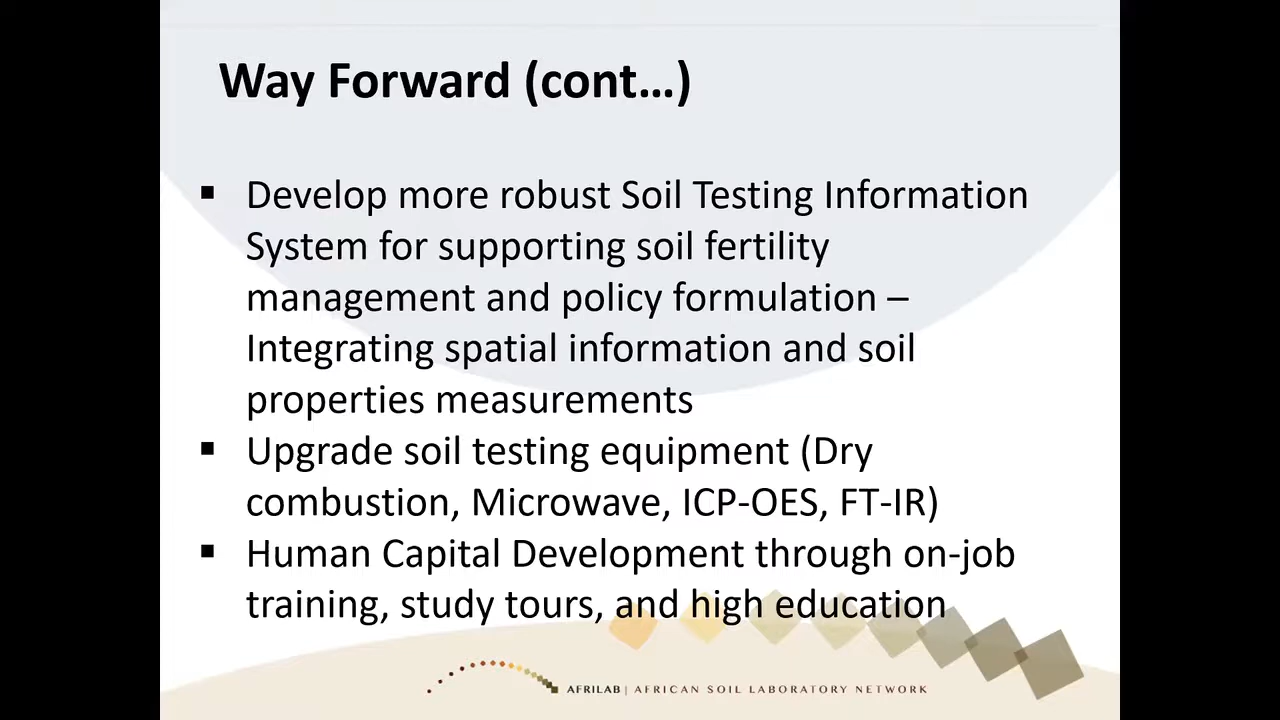 Way Forward (cont...)
▪ Develop more robust Soil Testing Information
System for supporting soil fertility
management and policy formulation –
Integrating spatial information and soil
properties measurements
▪ Upgrade soil testing equipment (Dry
combustion, Microwave, ICP-OES, FT-IR)
▪ Human Capital Development through on-job
training, study tours, and high education
AFRILAB | AFRICAN SOIL LABORATORY NETWORK